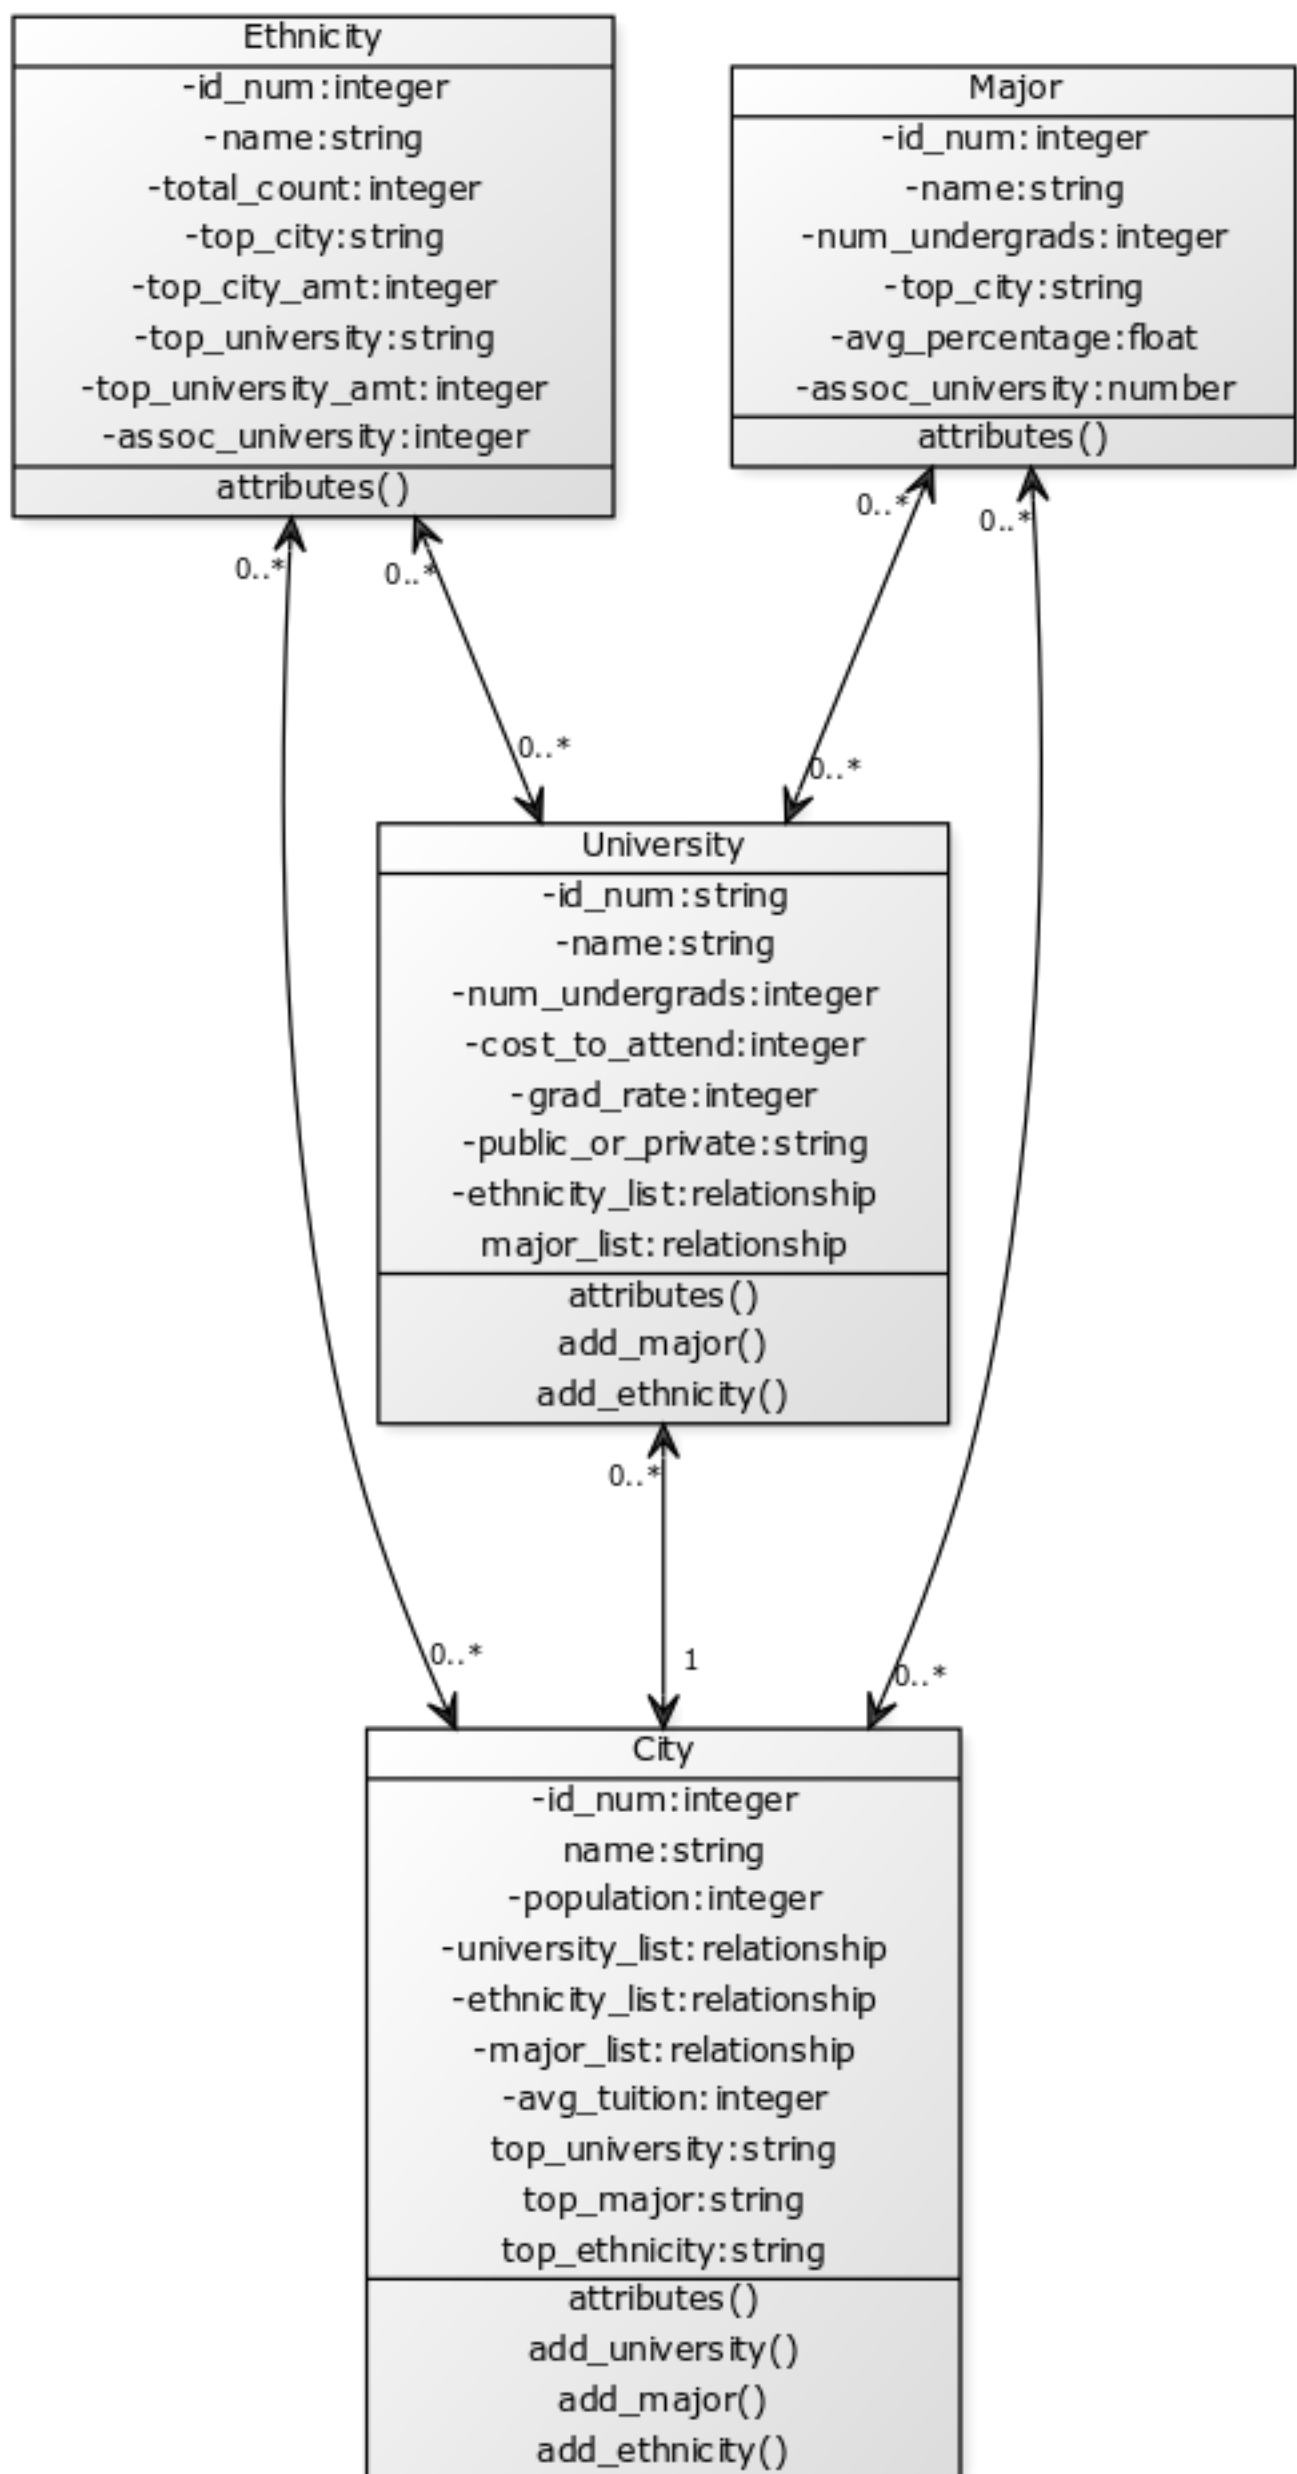 Ethnicity
-id_num:integer
-name:string
-total_count:integer
-top_city:string
-top_city_amt:integer
-top_university:string
-top_university_amt:integer
-assoc_university:integer
attributes()
Major
-id_num:integer
-name:string
-num_undergrads:integer
-top_city:string
-avg_percentage:float
-assoc_university:number
attributes()
0..*
0..*
0..*
0..*
0..*
0..*
University
-id_num:string
-name:string
-num_undergrads:integer
-cost_to_attend:integer
-grad_rate:integer
-public_or_private:string
-ethnicity_list:relationship
major_list:relationship
attributes()
add_major()
add_ethnicity()
0..*
0..*
1
0..*
City
-id_num:integer
name:string
-population:integer
-university_list:relationship
-ethnicity_list:relationship
-major_list:relationship
-avg_tuition:integer
top_university:string
top_major:string
top_ethnicity:string
attributes()
add_university()
add_major()
add_ethnicity()